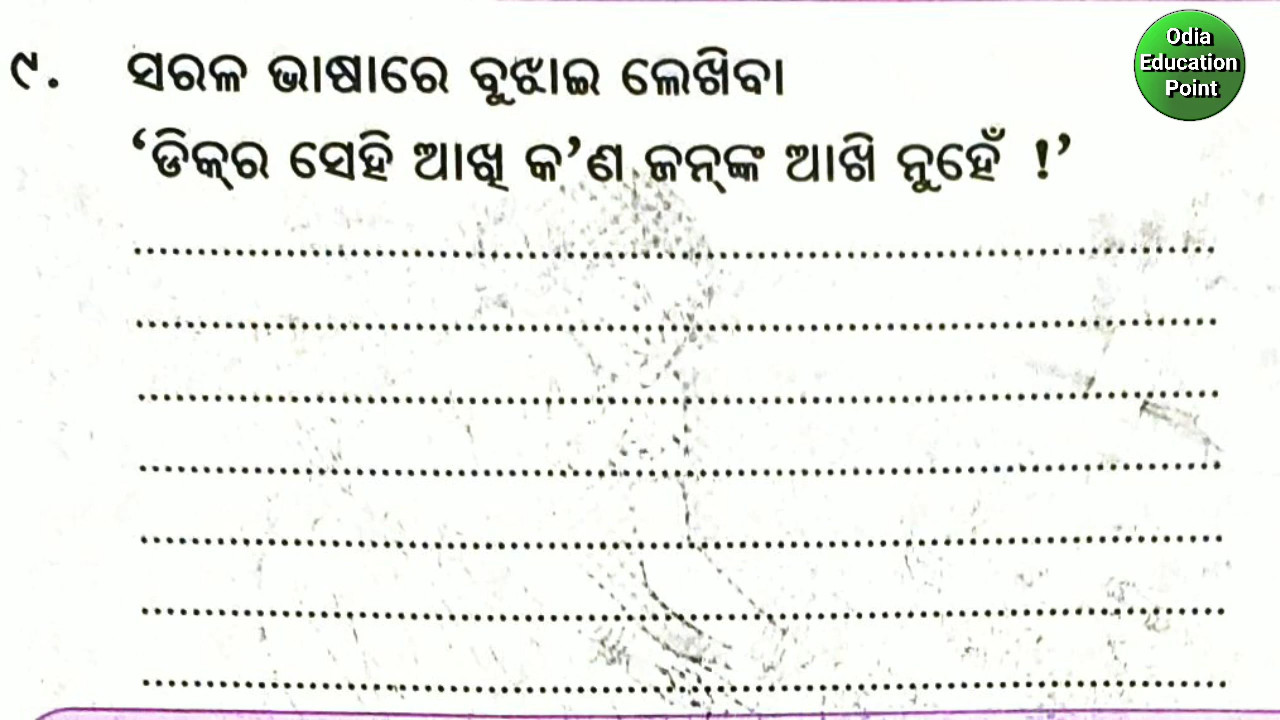 ୯. ସରଳ ଭାଷାରେ ବୁଝାଇ ଲେଖିବା
‘ଡିକ୍‌ର ସେହି ଆଖି କ’ଣ ଜନ୍‌ଙ୍କ ଆଖି ନୁହେଁ !’
Odia
Education
Point